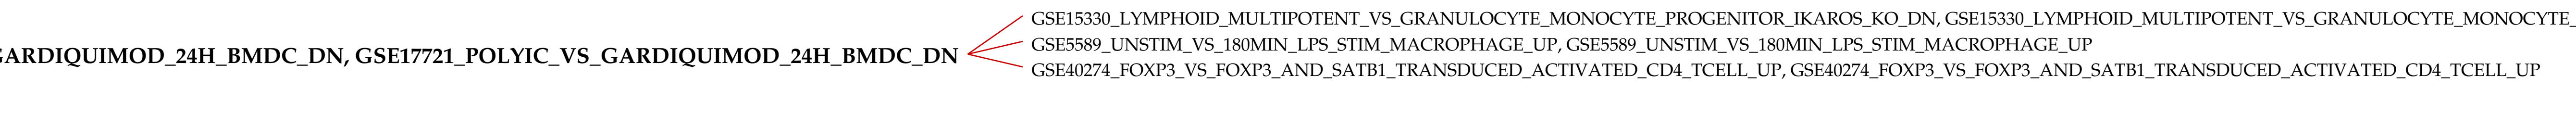 GSE15330_LYMPHOID_MULTIPOTENT_VS_GRANULOCYTE_MONOCYTE_PROGENITOR_IKAROS_KO_DN, GSE15330_LYMPHOID_MULTIPOTENT_VS_GRANULOCYTE_MONOCYTE_
GARDIQUIMOD_24H_BMDC_DN, GSE17721_POLYIC_VS_GARDIQUIMOD_24H_BMDC_DN
GSE5589_UNSTIM_VS_180MIN_LPS_STIM_MACROPHAGE_UP, GSE5589_UNSTIM_VS_180MIN_LPS_STIM_MACROPHAGE_UP
GSE40274_FOXP3_VS_FOXP3_AND_SATB1_TRANSDUCED_ACTIVATED_CD4_TCELL_UP, GSE40274_FOXP3_VS_FOXP3_AND_SATB1_TRANSDUCED_ACTIVATED_CD4_TCELL_UP